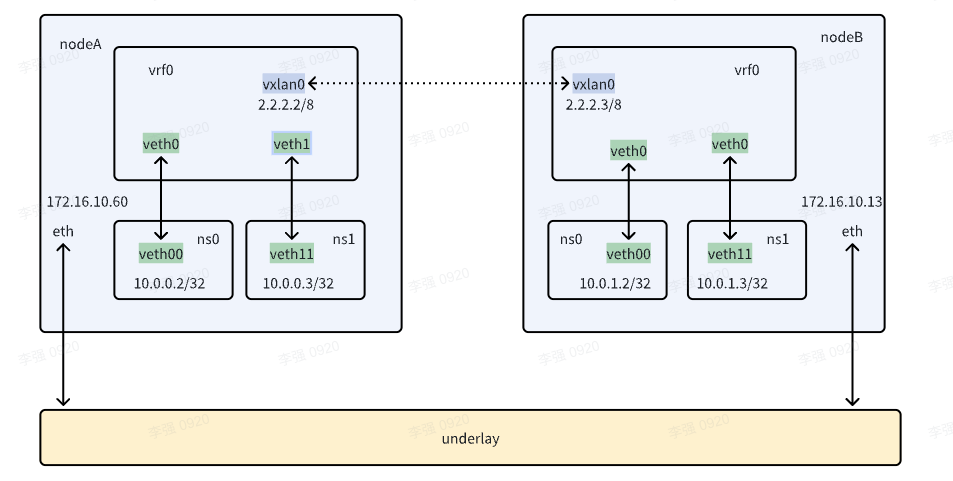 nodeA
vrf0
vxlan0
2.2.2.2/8
veth0
veth1
172.16.10.60
eth
ns0
veth00
10.0.0.2/32
ns1
veth11
10.0.0.3/32
nodeB
vrf0
vxlan0
2.2.2.3/8
veth0
veth0
172.16.10.13
eth
ns0
veth00
10.0.1.2/32
ns1
veth11
10.0.1.3/32
underlay
李强 0920